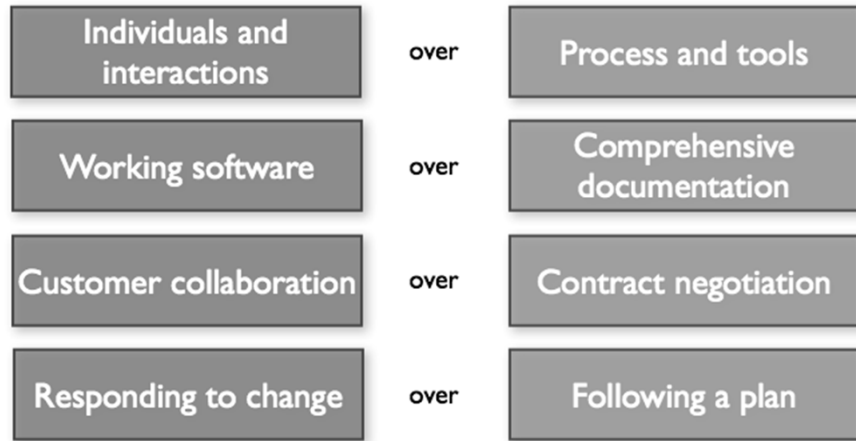 Individuals and
interactions
over
Process and tools
Working software
over
Comprehensive
documentation
Customer collaboration
over
Contract negotiation
Responding to change
over
Following a plan